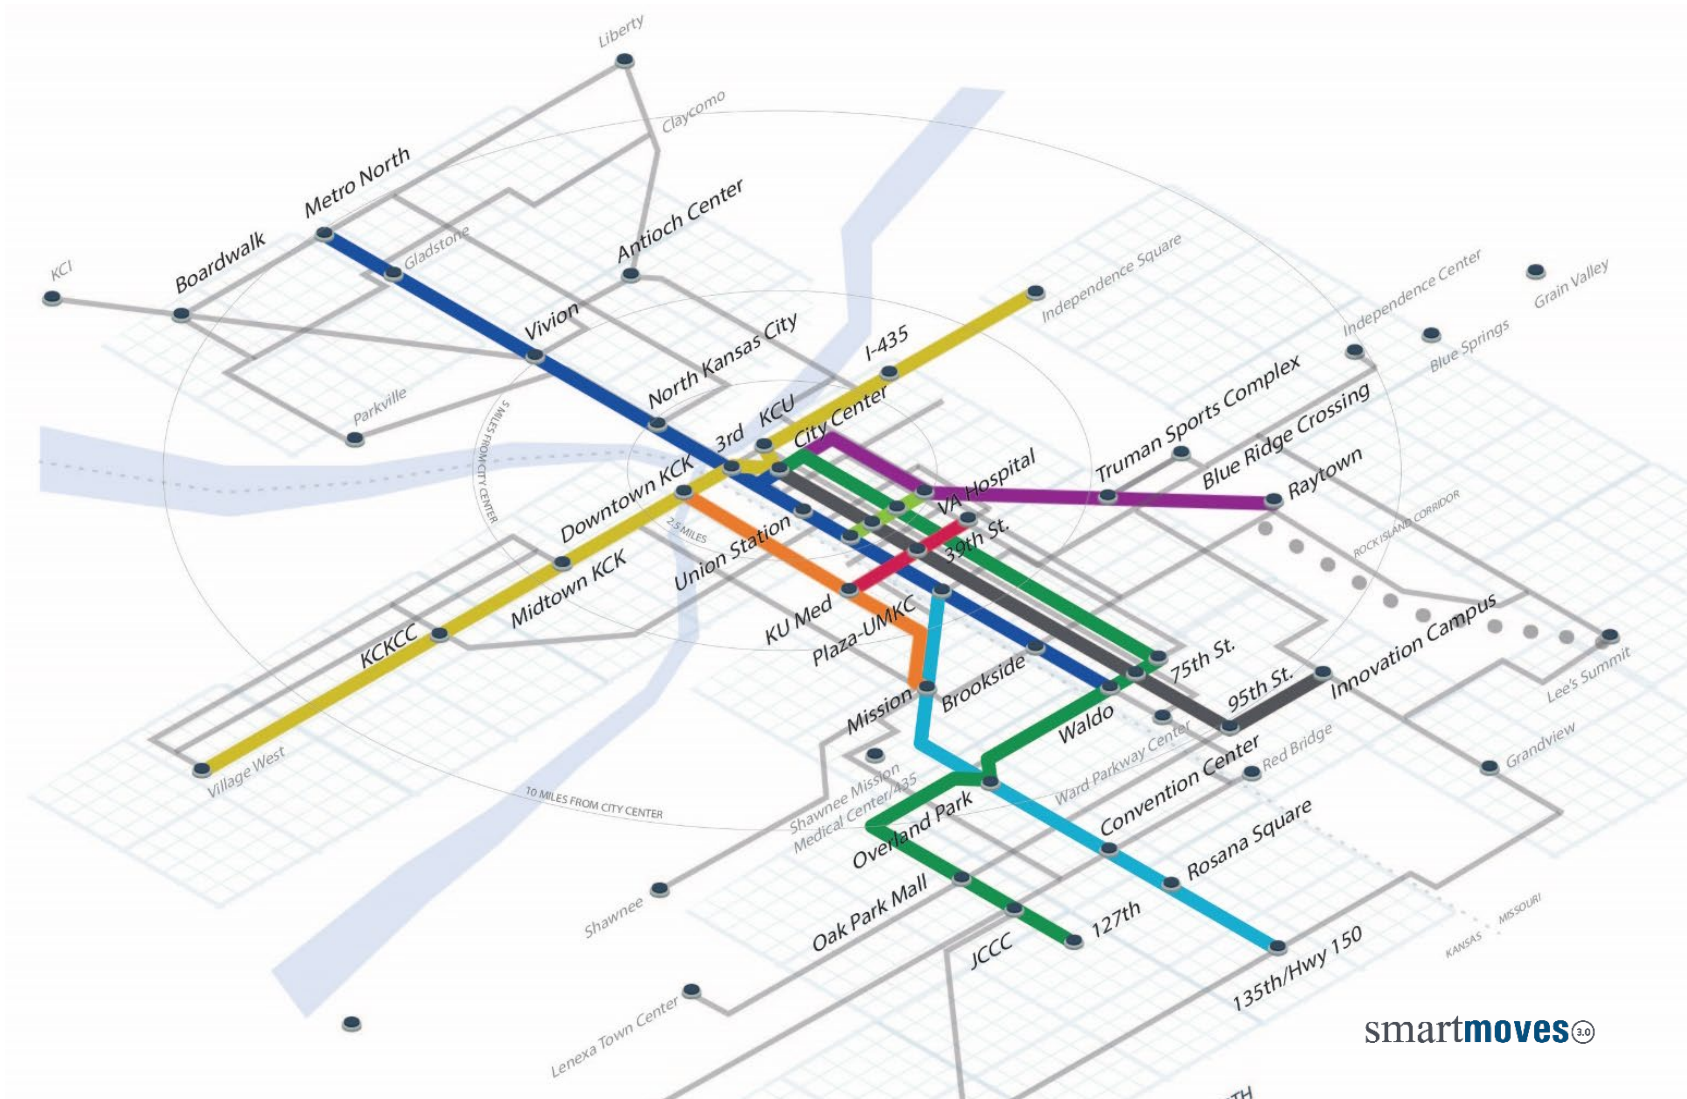 Liberty
Claycomo
Metro North
Boardwalk
KCI
Gladstone
Antioch Center
Vivion
North Kansas City
Parkville
Independence Square
I-435
KCU
3rd
City Center
Independence Center
Grain Valley
Blue Springs
Truman Sports Complex
Blue Ridge Crossing
Raytown
ROCK ISLAND CORRIDOR
5 MILES FROM CITY CENTER
2.5 MILES
Downtown KCK
Union Station
VA Hospital
39th St.
Midtown KCK
KCKCC
Village West
KU Med
Plaza-UMKC
Brookside
Mission
75th St.
95th St.
Innovation Campus
Lee's Summit
Waldo
Ward Parkway Center
Convention Center
Red Bridge
Grandview
10 MILES FROM CITY CENTER
Shawnee Mission
Medical Center/435
Overland Park
Rosana Square
Shawnee
Oak Park Mall
JCCC
127th
135th/Hwy 150
KANSAS
MISSOURI
Lenexa Town Center
smartmoves 3.0